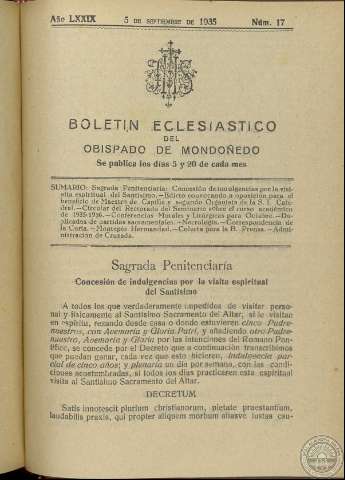 Año LXXIX 5 DE SEPTIEMBRE DE 1935 Núm. 17
BOLETIN ECLESIASTICO
DEL
OBISPADO DE MONDOÑEDO
Se publica los días 5 y 20 de cada mes
SUMARIO: Sagrada Penitenciaría: Concesión de indulgencias por la visi-
ta espiritual del Santísimo.—Edicto convocando a oposición para el
beneficio de Maestro de Capilla y segundo Organista de la S. I. Cate-
dral.—Circular del Rectorado del Seminario sobre el curso académico
de 1935-1936.—Conferencias Morales y Litúrgicas para Octubre.—Du-
plicados de partidas sacramentales.—Necrología.—Correspondencia de
la Curia.—Montepío Hermandad.—Colecta para la B. Prensa.—Admi-
nistración de Cruzada.
Sagrada Penitenciaría
Concesión de indulgencias por la visita espiritual
del Santísimo
A todos los que verdaderamente impedidos de visitar perso-
nal y físicamente al Santísimo Sacramento del Altar, si le visitan
en espíritu, rezando desde casa o donde estuvieren cinco Padre-
nuestros, con Avemaría y Gloria Patri, y añadiendo otro Padre-
nuestro, Avemaría y Gloria por las intenciones del Romano Pon-
tífice, se concede por el Decreto que a continuación transcribimos
que puedan ganar, cada vez que esto hicieren, Indulgencia par-
cial de cinco años; y plenaria un día por semana, con las condi-
ciones acostumbradas, si todos los días practicaren esta espiritual
visita al Santísimo Sacramento del Altar.
DECRETUM
Satis innotescit plurium christianorum, pietate praestantium,
laudabilis praxis, qui propter aliquem morbum aliasve iustas cau-